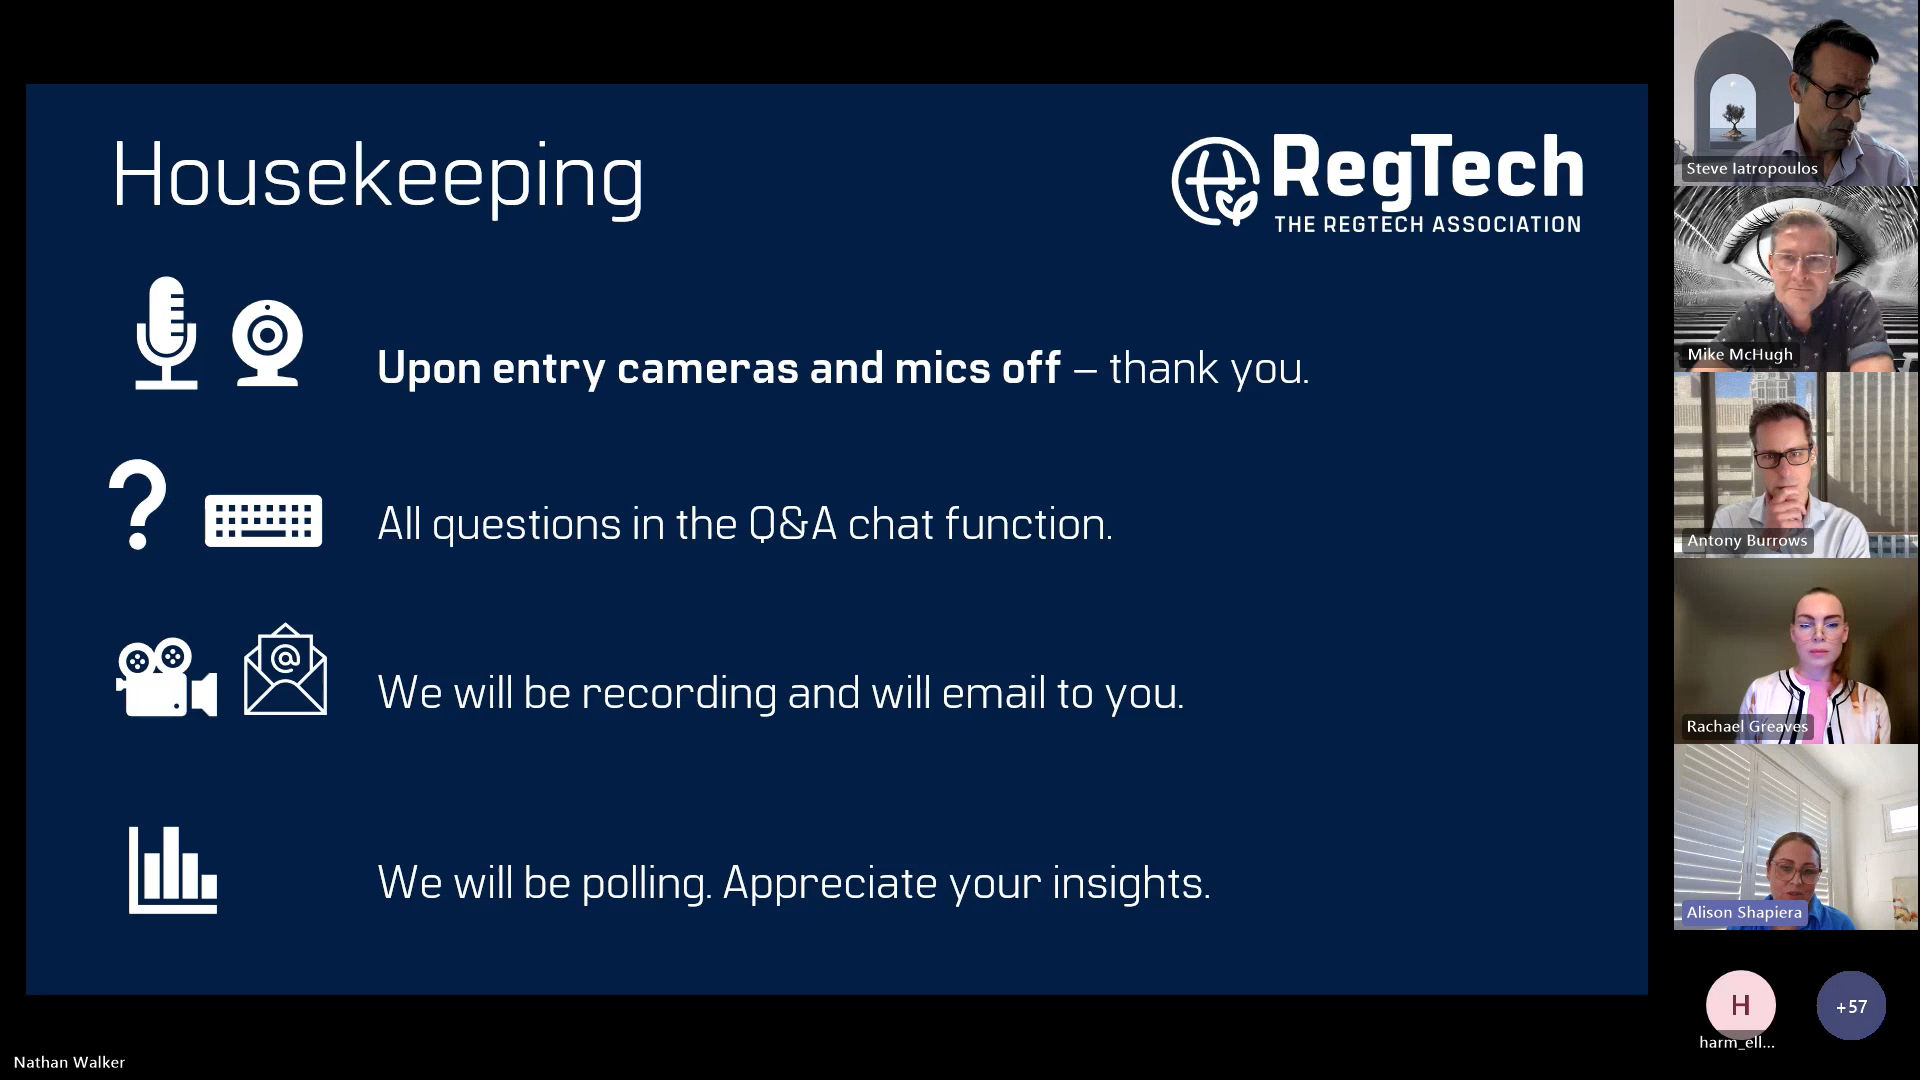 Housekeeping
RegTech
THE REGTECH ASSOCIATION
Upon entry cameras and mics off – thank you.
All questions in the Q&A chat function.
@
We will be recording and will email to you.
We will be polling. Appreciate your insights.
Steve Iatropoulos
Mike McHugh
Antony Burrows
Rachael Greaves
Alison Shapiera
H
+57
harm_ell...
Nathan Walker